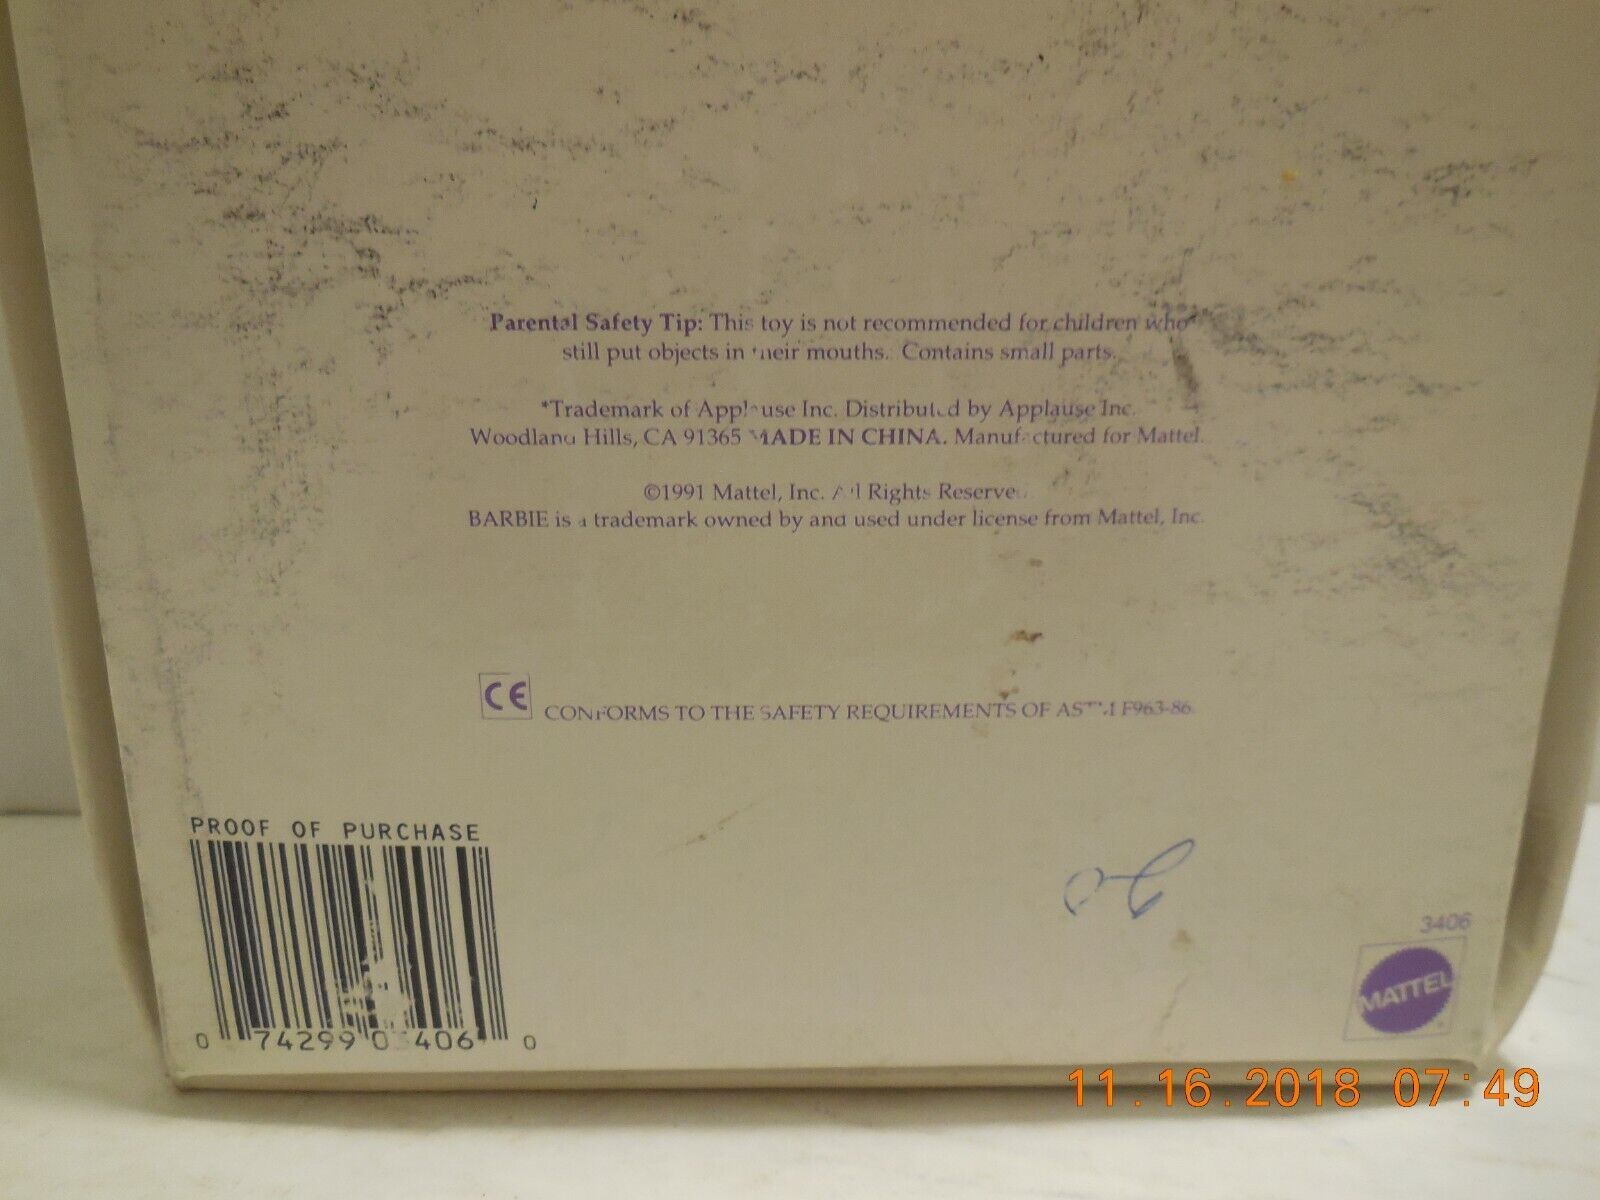 Parental Safety Tip: This toy is not recommended for children who
still put objects in their mouths. Contains small parts.
*Trademark of Applause Inc. Distributed by Applause Inc.
Woodland Hills, CA 91365 MADE IN CHINA. Manufactured for Mattel.
©1991 Mattel, Inc. All Rights Reserved.
BARBIE is a trademark owned by and used under license from Mattel, Inc.
CE CONFORMS TO THE SAFETY REQUIREMENTS OF ASTM F963-86.
PROOF OF PURCHASE
0 74299 03406 0
3406
MATTEL
11.16.2018 07:49